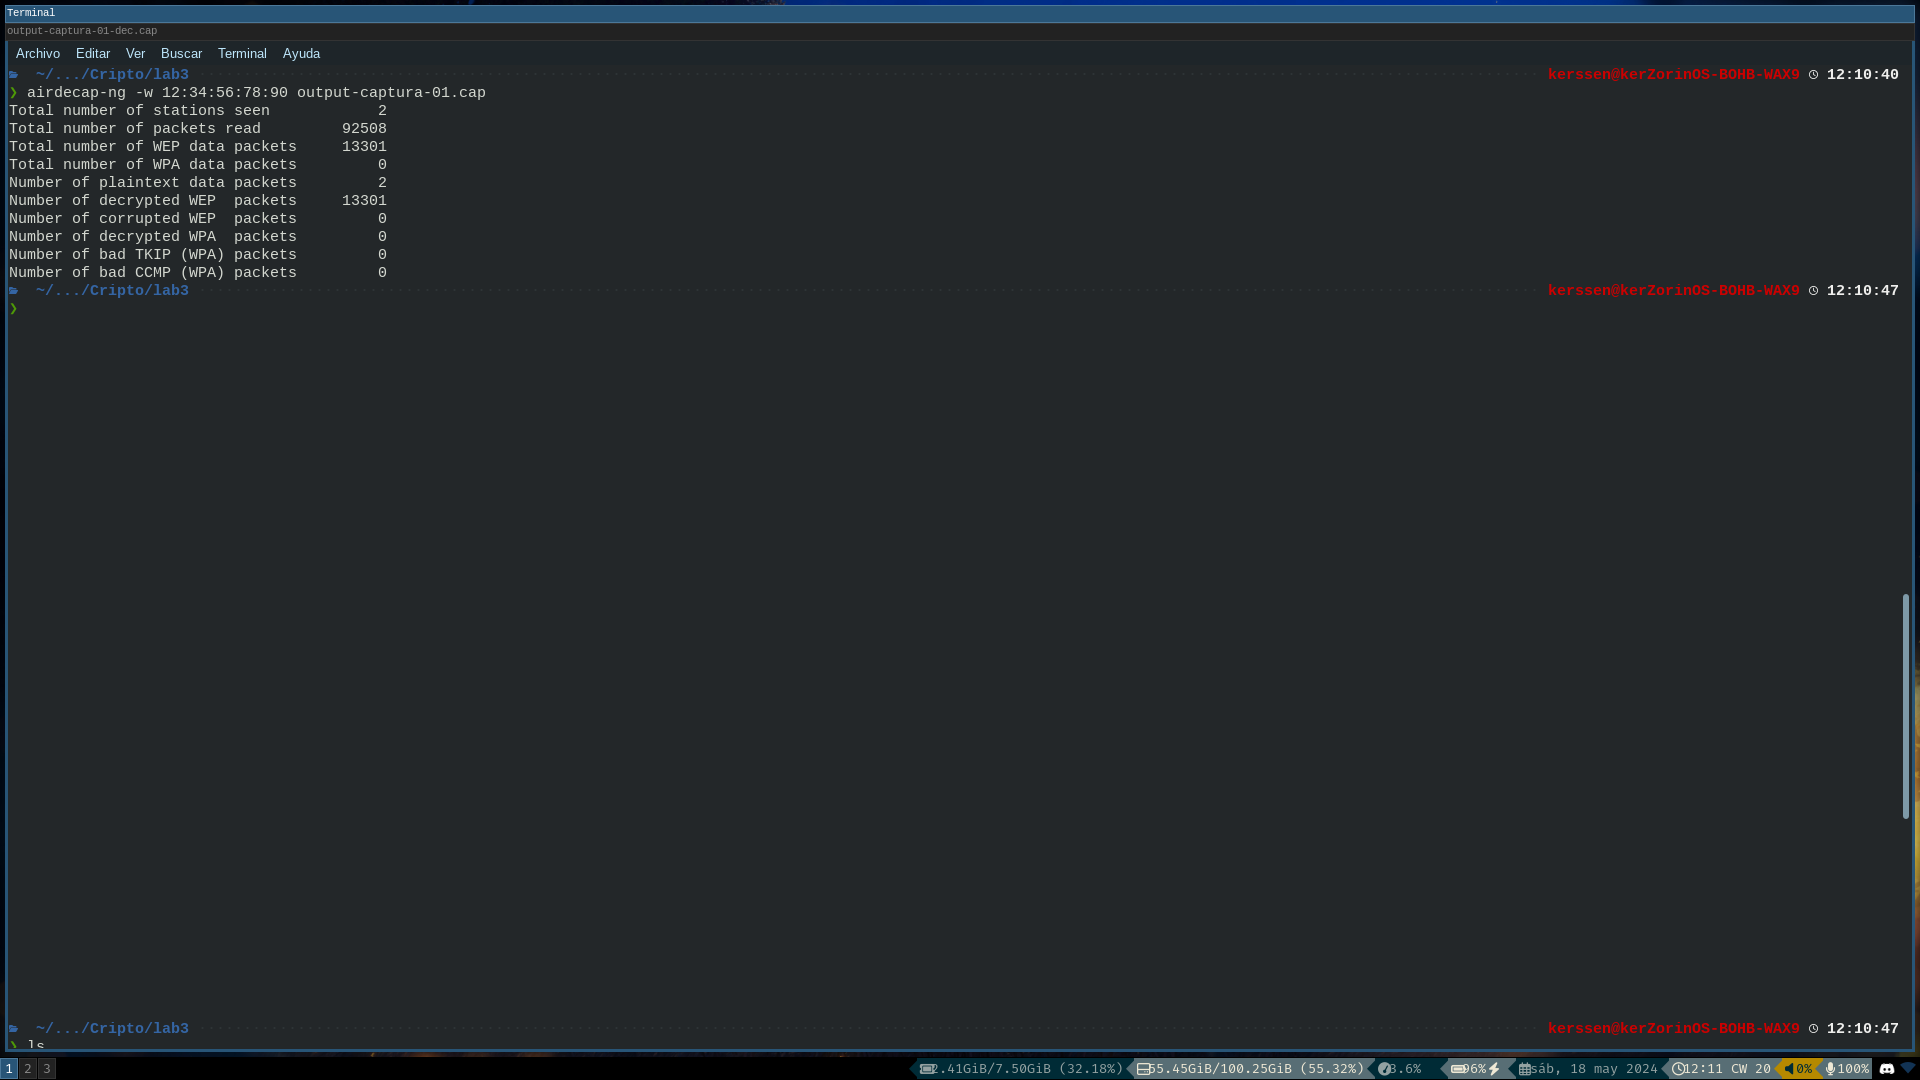 Terminal
output-captura-01-dec.cap
Archivo Editar Ver Buscar Terminal Ayuda
~/.../Cripto/lab3 kerssen@kerZorinOS-BOHB-WAX9 12:10:40
❯ airdecap-ng -w 12:34:56:78:90 output-captura-01.cap
Total number of stations seen 2
Total number of packets read 92508
Total number of WEP data packets 13301
Total number of WPA data packets 0
Number of plaintext data packets 2
Number of decrypted WEP packets 13301
Number of corrupted WEP packets 0
Number of decrypted WPA packets 0
Number of bad TKIP (WPA) packets 0
Number of bad CCMP (WPA) packets 0
~/.../Cripto/lab3 kerssen@kerZorinOS-BOHB-WAX9 12:10:47
❯
~/.../Cripto/lab3 kerssen@kerZorinOS-BOHB-WAX9 12:10:47
❯ ls
1 2 3 2.41GiB/7.50GiB (32.18%) 55.45GiB/100.25GiB (55.32%) 3.6% 96% sáb, 18 may 2024 12:11 CW 20 0% 100%